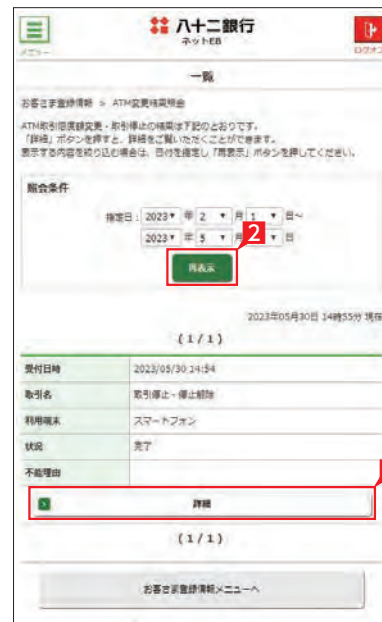 メニュー
八十二銀行
ネットEB
ログオフ
一覧
お客さま登録情報 > ATM変更結果照会
ATM取引限度額変更・取引停止の結果は下記のとおりです。
「詳細」ボタンを押すと、詳細をご覧いただくことができます。
表示する内容を絞り込む場合は、日付を指定し「再表示」ボタンを押してください。
照会条件
指定日: 2023 年 2 月 1 日~
2023 年 5 月 日
2
再表示
2023年05月30日 14時55分 現在
(1/1)
受付日時 2023/05/30 14:54
取引名 取引停止・停止解除
利用端末 スマートフォン
状況 完了
不能理由
詳細
(1/1)
お客さま登録情報メニューへ